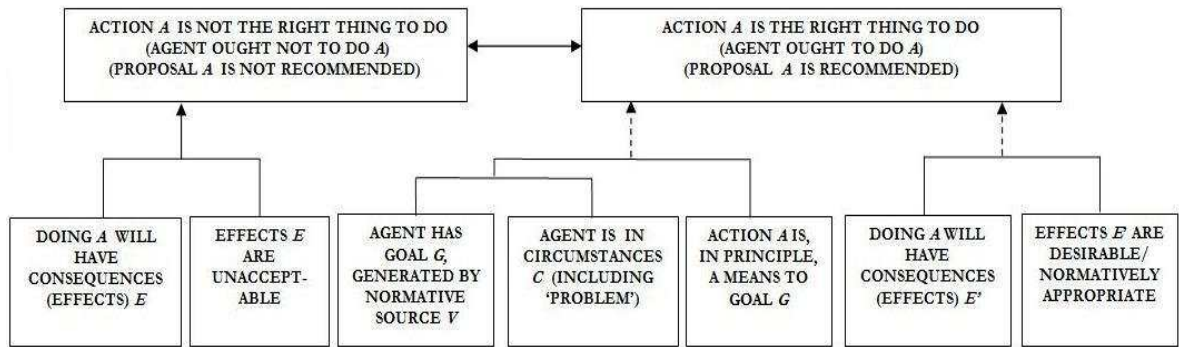 ACTION A IS NOT THE RIGHT THING TO DO
(AGENT OUGHT NOT TO DO A)
(PROPOSAL A IS NOT RECOMMENDED)
ACTION A IS THE RIGHT THING TO DO
(AGENT OUGHT TO DO A)
(PROPOSAL A IS RECOMMENDED)
DOING A WILL
HAVE
CONSEQUENCES
(EFFECTS) E
EFFECTS E
ARE
UNACCEPT-
ABLE
AGENT HAS
GOAL G,
GENERATED BY
NORMATIVE
SOURCE V
AGENT IS IN
CIRCUMSTANCES
C (INCLUDING
‘PROBLEM’)
ACTION A IS,
IN PRINCIPLE,
A MEANS TO
GOAL G
DOING A WILL
HAVE
CONSEQUENCES
(EFFECTS) E’
EFFECTS E’ ARE
DESIRABLE/
NORMATIVELY
APPROPRIATE